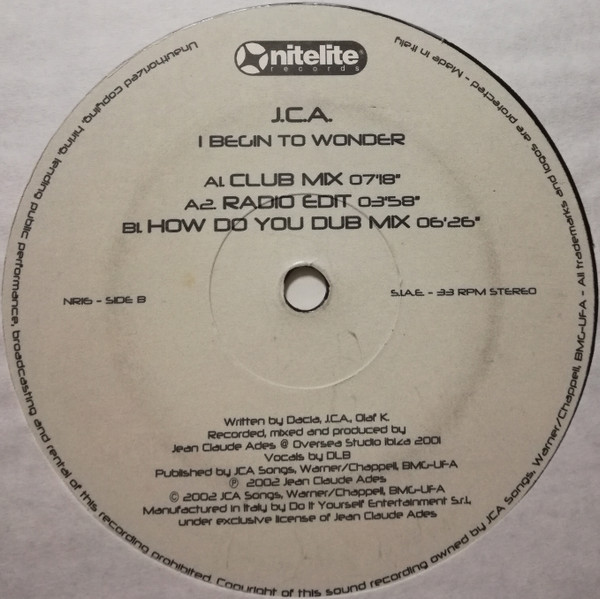 nitelite
records
J.C.A.
I BEGIN TO WONDER
A1. CLUB MIX 07'18"
A2. RADIO EDIT 03'58"
B1. HOW DO YOU DUB MIX 06'26"
NR16 - SIDE B
S.I.A.E. - 33 RPM STEREO
Written by Dacia, J.C.A., Olaf K.
Recorded, mixed and produced by
Jean Claude Ades @ Oversea Studio Ibiza 2001
Vocals by DLB
Published by JCA Songs, Warner/Chappell, BMG-UFA
℗ 2002 Jean Claude Ades
© 2002 JCA Songs, Warner/Chappell, BMG-UFA
Manufactured in Italy by Do It Yourself Entertainment S.r.l.,
under exclusive license of Jean Claude Ades
Unauthorized copying, hiring, lending, public performance, broadcasting and rental of this recording prohibited. Copyright of this sound recording owned by JCA Songs, Warner/Chappell, BMG-UFA - All trademarks and logos are protected - Made in Italy